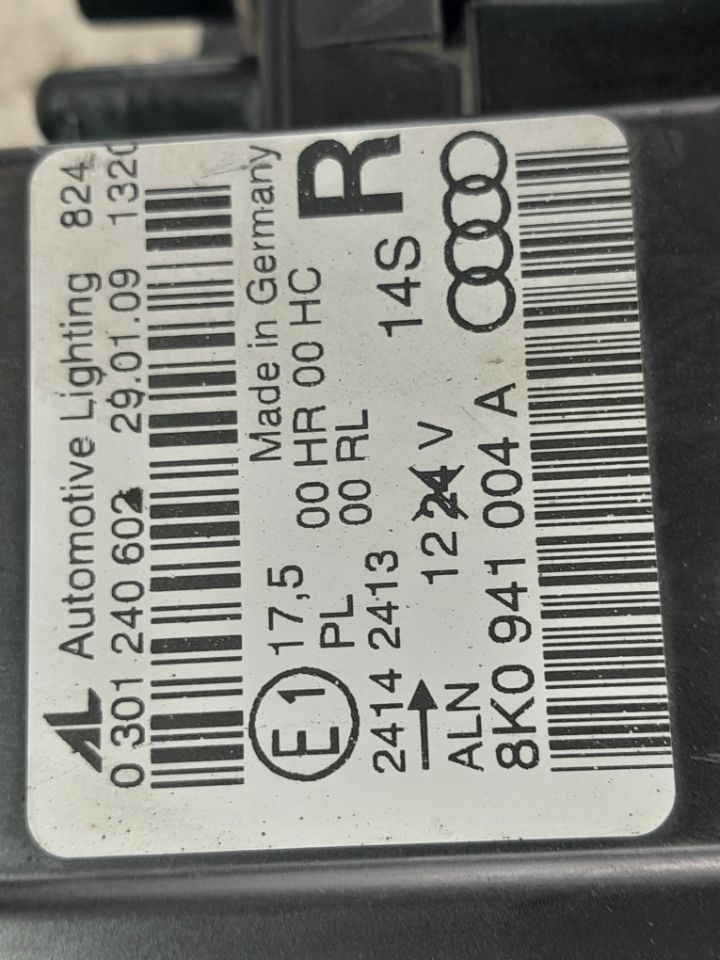 AL Automotive Lighting 824
0 301 240 602 29.01.09 132
Made in Germany
R
E1 17,5 00 HR 00 HC
PL 00 RL
2414 2413 14S
ALN 12 24 V
8K0 941 004 A